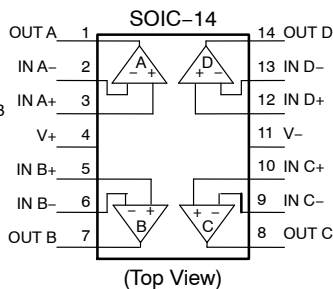 SOIC−14
OUT A 1 14 OUT D
A D
IN A− 2 − + + − 13 IN D−
IN A+ 3 12 IN D+
V+ 4 11 V−
IN B+ 5 10 IN C+
IN B− 6 − + + − 9 IN C−
B C
OUT B 7 8 OUT C
(Top View)